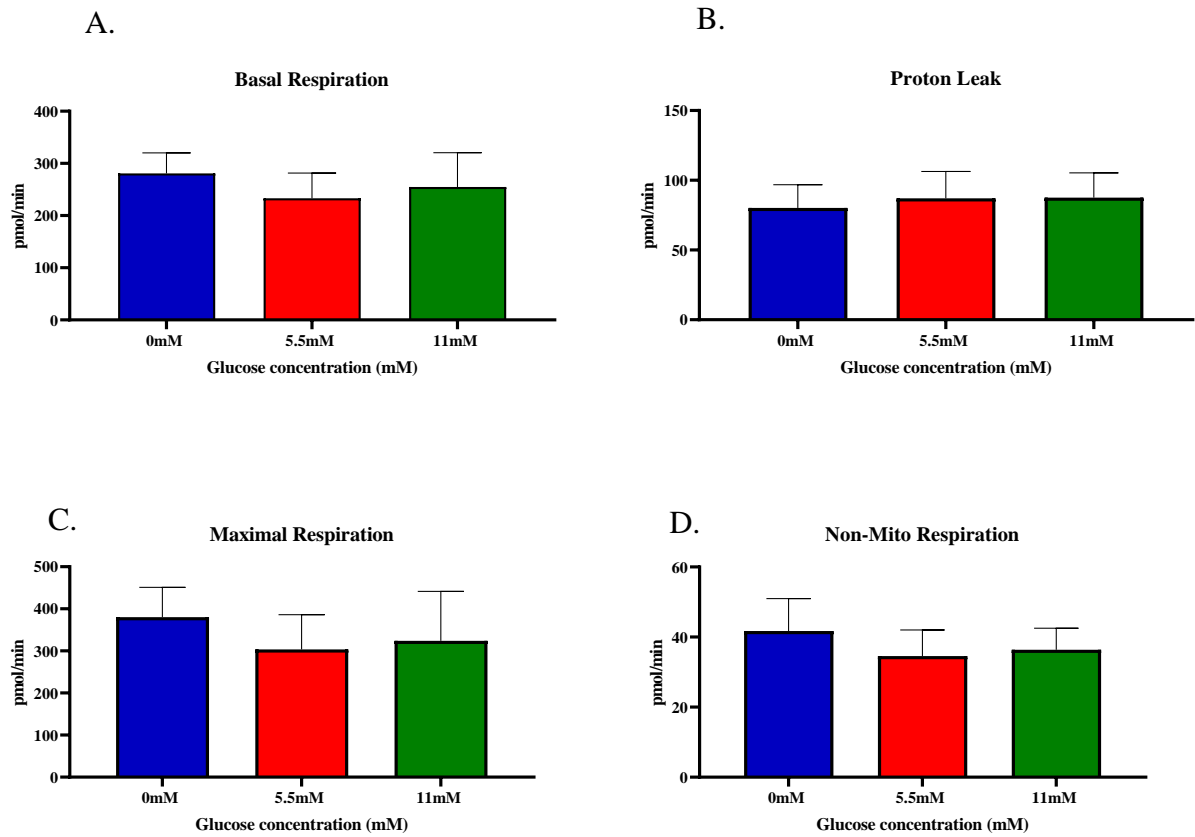 A.
Basal Respiration
400
300
200
100
0
pmol/min
0mM 5.5mM 11mM
Glucose concentration (mM)
B.
Proton Leak
150
100
50
0
pmol/min
0mM 5.5mM 11mM
Glucose concentration (mM)
C.
Maximal Respiration
500
400
300
200
100
0
pmol/min
0mM 5.5mM 11mM
Glucose concentration (mM)
D.
Non-Mito Respiration
60
40
20
0
pmol/min
0mM 5.5mM 11mM
Glucose concentration (mM)